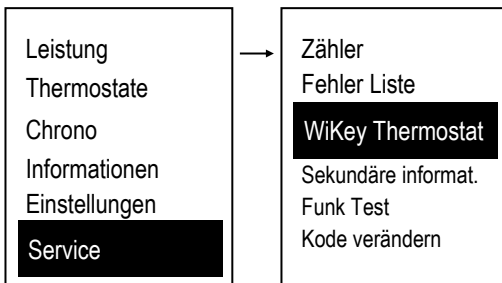 Leistung
Thermostate
Chrono
Informationen
Einstellungen
Service
Zähler
Fehler Liste
WiKey Thermostat
Sekundäre informat.
Funk Test
Kode verändern